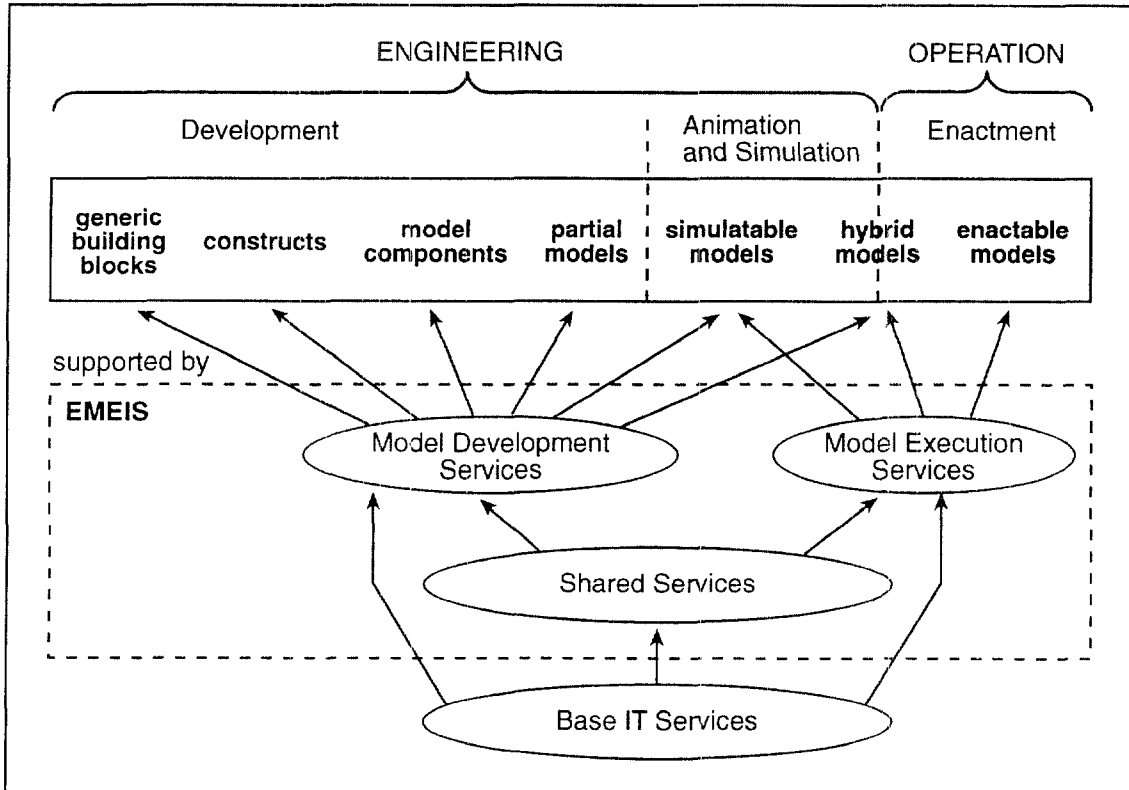 ENGINEERING
OPERATION
Development
Animation
and Simulation
Enactment
generic
building
blocks
constructs
model
components
partial
models
simulatable
models
hybrid
models
enactable
models
supported by
EMEIS
Model Development
Services
Model Execution
Services
Shared Services
Base IT Services